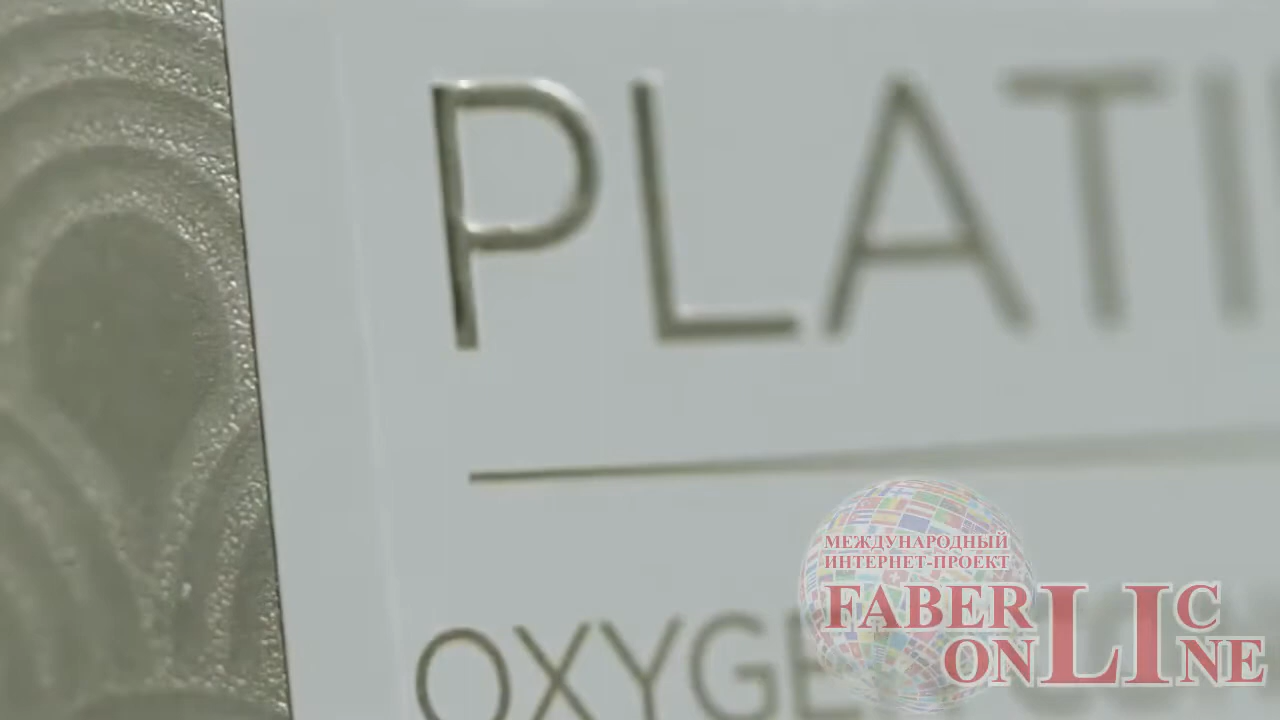 PLATI
OXYGE
МЕЖДУНАРОДНЫЙ
ИНТЕРНЕТ-ПРОЕКТ
FABERLIC
ONLINE